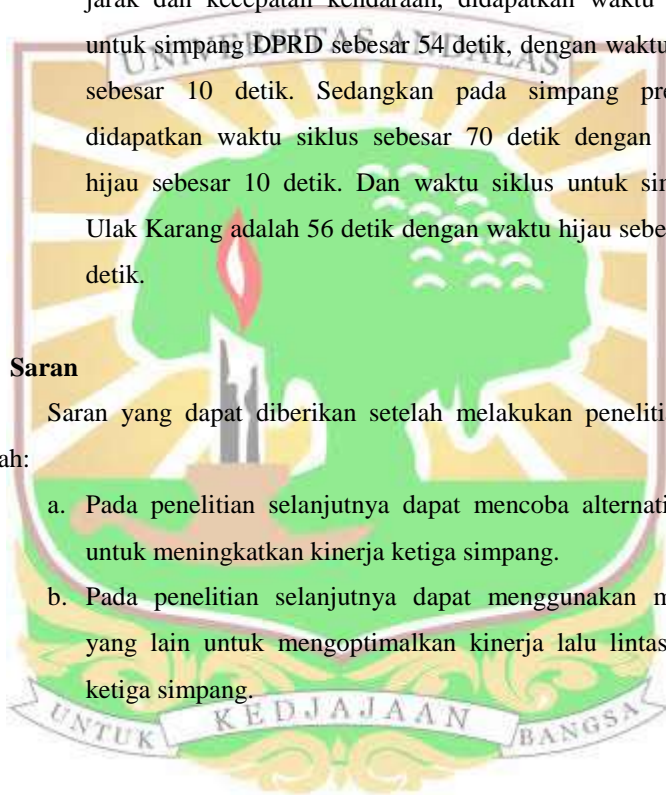 jarak dan kecepatan kendaraan, didapatkan waktu
untuk simpang DPRD sebesar 54 detik, dengan waktu
UNIVERSITAS ANDALAS
sebesar 10 detik. Sedangkan pada simpang
didapatkan waktu siklus sebesar 70 detik dengan
hijau sebesar 10 detik. Dan waktu siklus untuk
Ulak Karang adalah 56 detik dengan waktu hijau
detik.
Saran
Saran yang dapat diberikan setelah melakukan
a. Pada penelitian selanjutnya dapat mencoba
untuk meningkatkan kinerja ketiga simpang.
b. Pada penelitian selanjutnya dapat menggunakan
yang lain untuk mengoptimalkan kinerja lalu lintas
ketiga simpang.
UNTUK KEDJAJAAN BANGSA